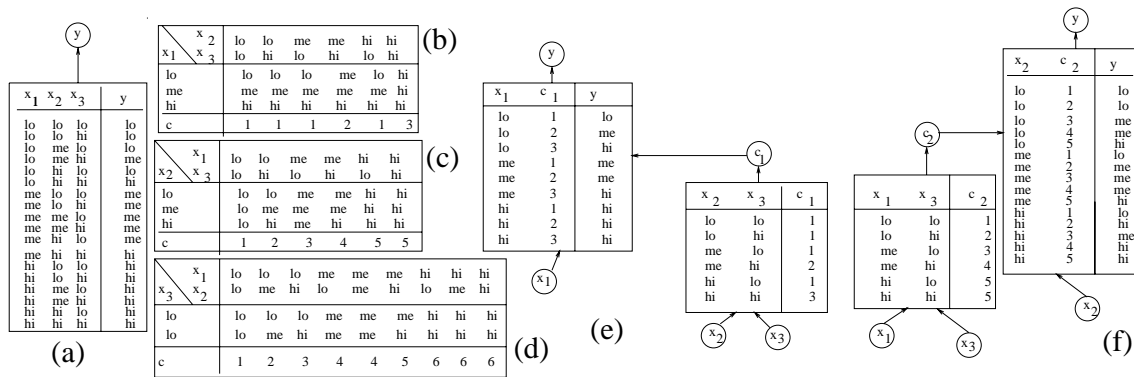 y
x1 x2 x3 y
lo lo lo lo
lo lo hi lo
lo me lo lo
lo me hi me
lo hi lo lo
lo hi hi hi
me lo lo me
me lo hi me
me me lo me
me me hi me
me hi lo me
me hi hi hi
hi lo lo hi
hi lo hi hi
hi me lo hi
hi me hi hi
hi hi lo hi
hi hi hi hi
(a)
x2 lo lo me me hi hi
x1 x3 lo hi lo hi lo hi
lo lo lo lo me lo hi
me me me me me me hi
hi hi hi hi hi hi hi
c 1 1 1 2 1 3
(b)
x1 lo lo me me hi hi
x2 x3 lo hi lo hi lo hi
lo lo lo me me hi hi
me lo me me me hi hi
hi lo hi me hi hi hi
c 1 2 3 4 5 5
(c)
x1 lo lo lo me me me hi hi hi
x3 x2 lo me hi lo me hi lo me hi
lo lo lo lo me me me hi hi hi
lo lo me hi me me hi hi hi hi
c 1 2 3 4 4 5 6 6 6
(d)
y
x1 c1 y
lo 1 lo
lo 2 me
lo 3 hi
me 1 me
me 2 me
me 3 hi
hi 1 hi
hi 2 hi
hi 3 hi
x1
c1
x2 x3 c1
lo lo 1
lo hi 1
me lo 1
me hi 2
hi lo 1
hi hi 3
x2 x3
(e)
y
x2 c2 y
lo 1 lo
lo 2 lo
lo 3 me
lo 4 me
lo 5 hi
me 1 lo
me 2 me
me 3 me
me 4 me
me 5 hi
hi 1 lo
hi 2 hi
hi 3 me
hi 4 hi
hi 5 hi
x2
c2
x1 x3 c2
lo lo 1
lo hi 2
me lo 3
me hi 4
hi lo 5
hi hi 5
x1 x3
(f)